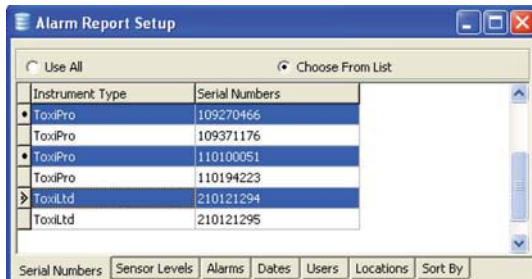 Alarm Report Setup
Use All Choose From List
Instrument Type Serial Numbers
ToxiPro 109270466
ToxiPro 109371176
ToxiPro 110100051
ToxiPro 110194223
ToxiLtd 210121294
ToxiLtd 210121295
Serial Numbers Sensor Levels Alarms Dates Users Locations Sort By